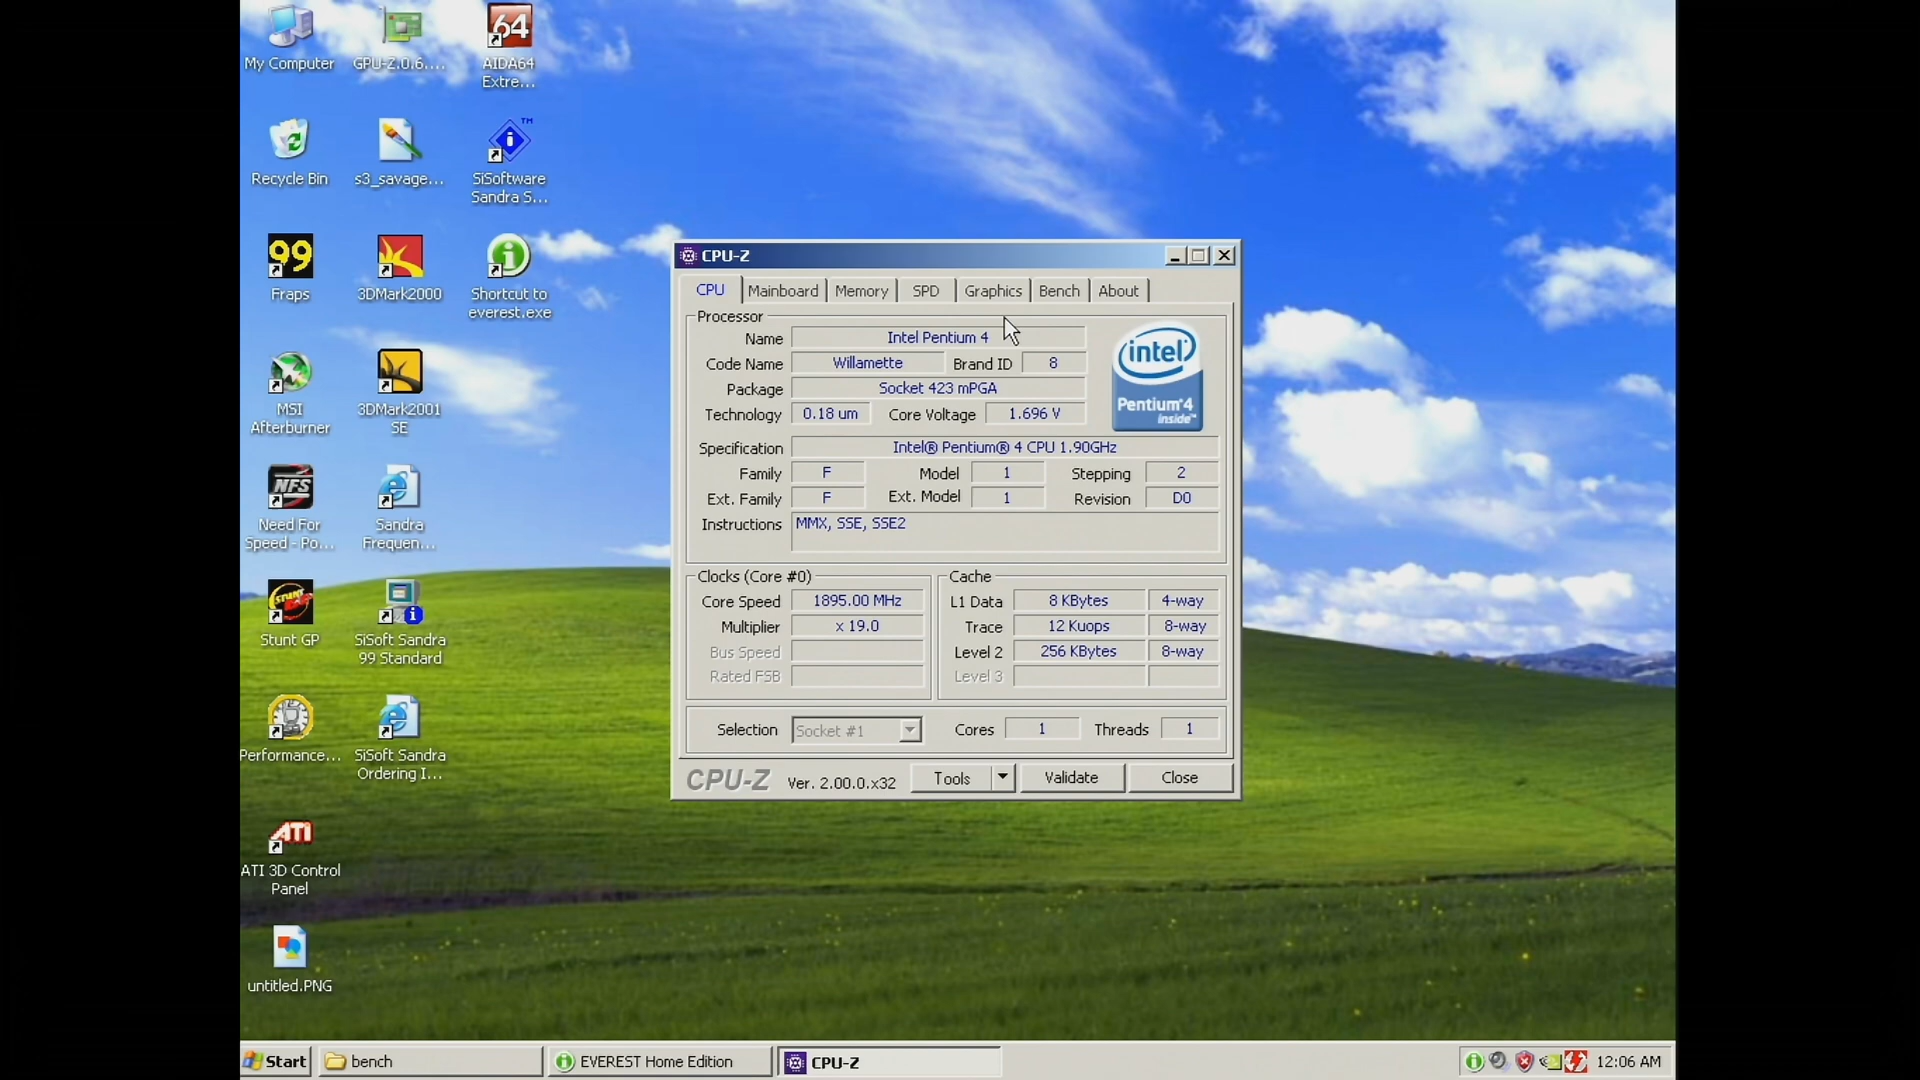 My Computer
GPU-Z.0.6....
64
AIDA64
Extre...
Recycle Bin
s3_savage...
TM
SiSoftware
Sandra S...
99
Fraps
3DMark2000
Shortcut to
everest.exe
MSI
Afterburner
3DMark2001
SE
NFS
Need For
Speed - Po...
Sandra
Frequen...
STUNT GP
Stunt GP
SiSoft Sandra
99 Standard
Performance...
SiSoft Sandra
Ordering I...
ATI
ATI 3D Control
Panel
untitled.PNG
CPU-Z
CPU Mainboard Memory SPD Graphics Bench About
Processor
Name Intel Pentium 4
Code Name Willamette Brand ID 8
Package Socket 423 mPGA
Technology 0.18 um Core Voltage 1.696 V
intel
Pentium®4
inside™
Specification Intel® Pentium® 4 CPU 1.90GHz
Family F Model 1 Stepping 2
Ext. Family F Ext. Model 1 Revision D0
Instructions MMX, SSE, SSE2
Clocks (Core #0)
Core Speed 1895.00 MHz
Multiplier x 19.0
Bus Speed
Rated FSB
Cache
L1 Data 8 KBytes 4-way
Trace 12 Kuops 8-way
Level 2 256 KBytes 8-way
Level 3
Selection Socket #1 Cores 1 Threads 1
CPU-Z Ver. 2.00.0.x32 Tools Validate Close
Start bench EVEREST Home Edition CPU-Z 12:06 AM